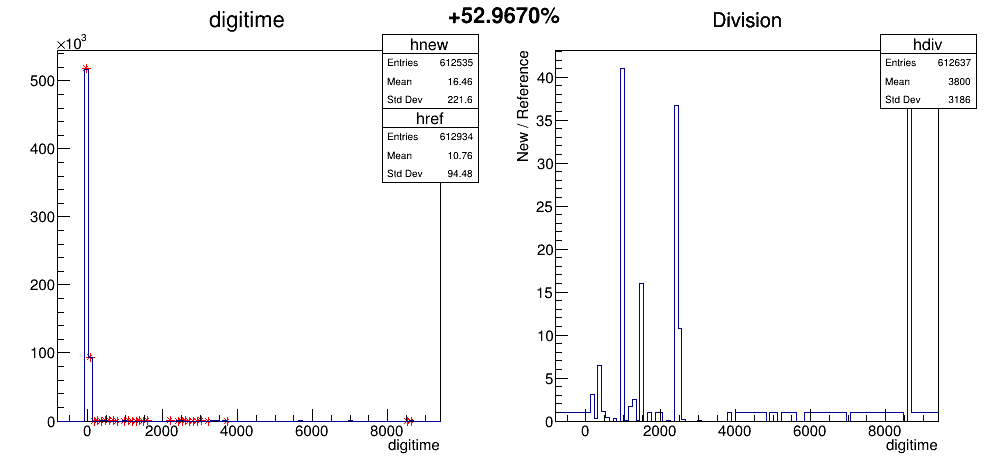 +52.9670%
digitime
×10³
500
400
300
200
100
0
0 2000 4000 6000 8000
digitime
hnew
Entries 612535
Mean 16.46
Std Dev 221.6
href
Entries 612934
Mean 10.76
Std Dev 94.48
Division
New / Reference
40
35
30
25
20
15
10
5
0
0 2000 4000 6000 8000
digitime
hdiv
Entries 612637
Mean 3800
Std Dev 3186